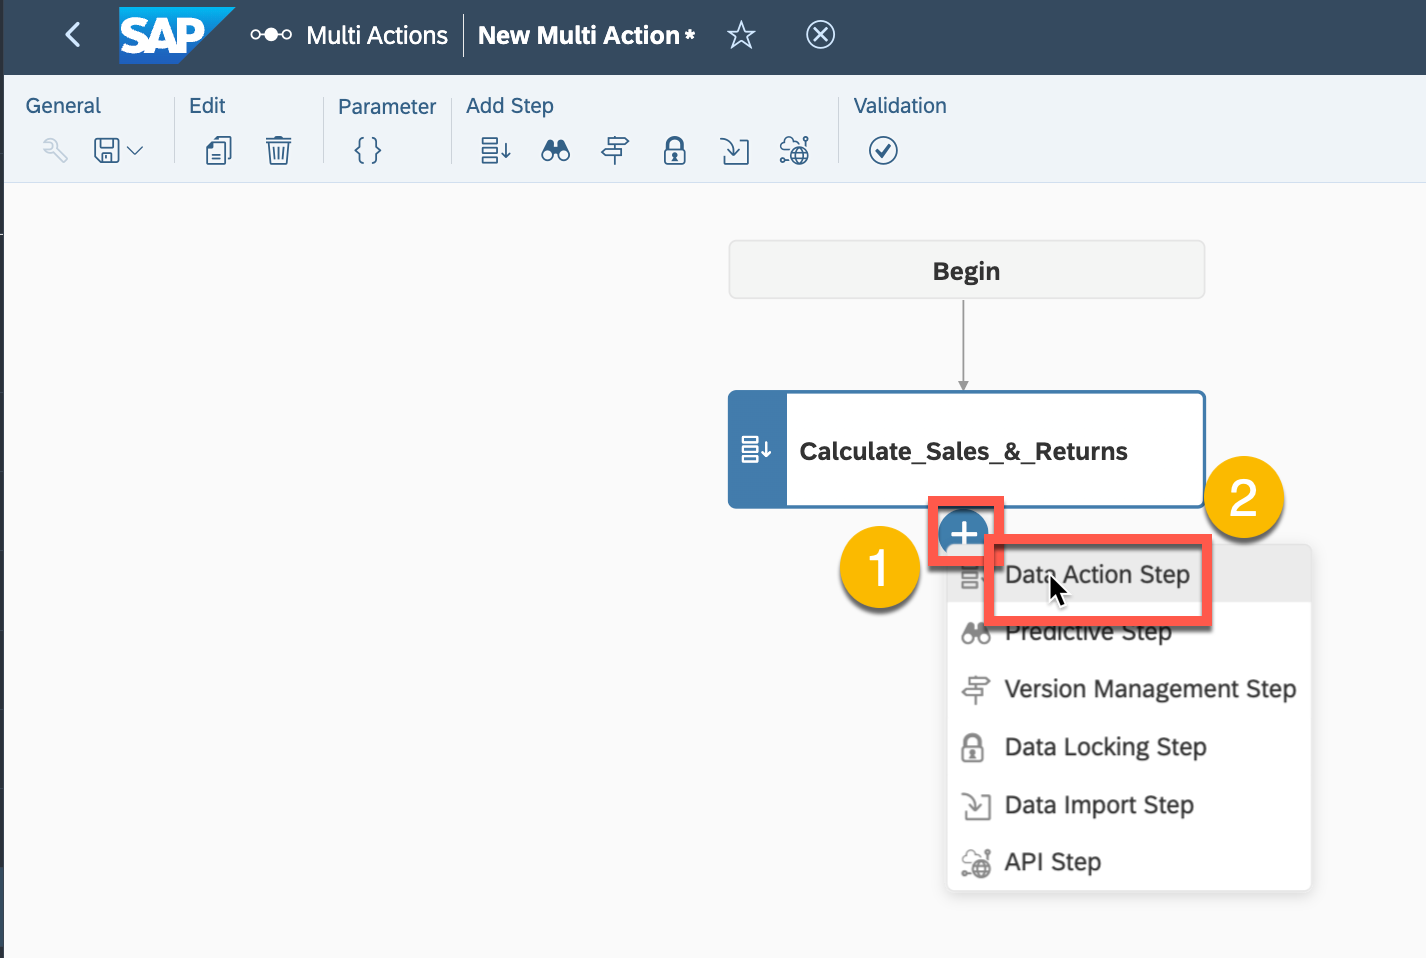 SAP Multi Actions New Multi Action *
General Edit Parameter Add Step Validation
Begin
Calculate_Sales_&_Returns
2
1
Data Action Step
Predictive Step
Version Management Step
Data Locking Step
Data Import Step
API Step